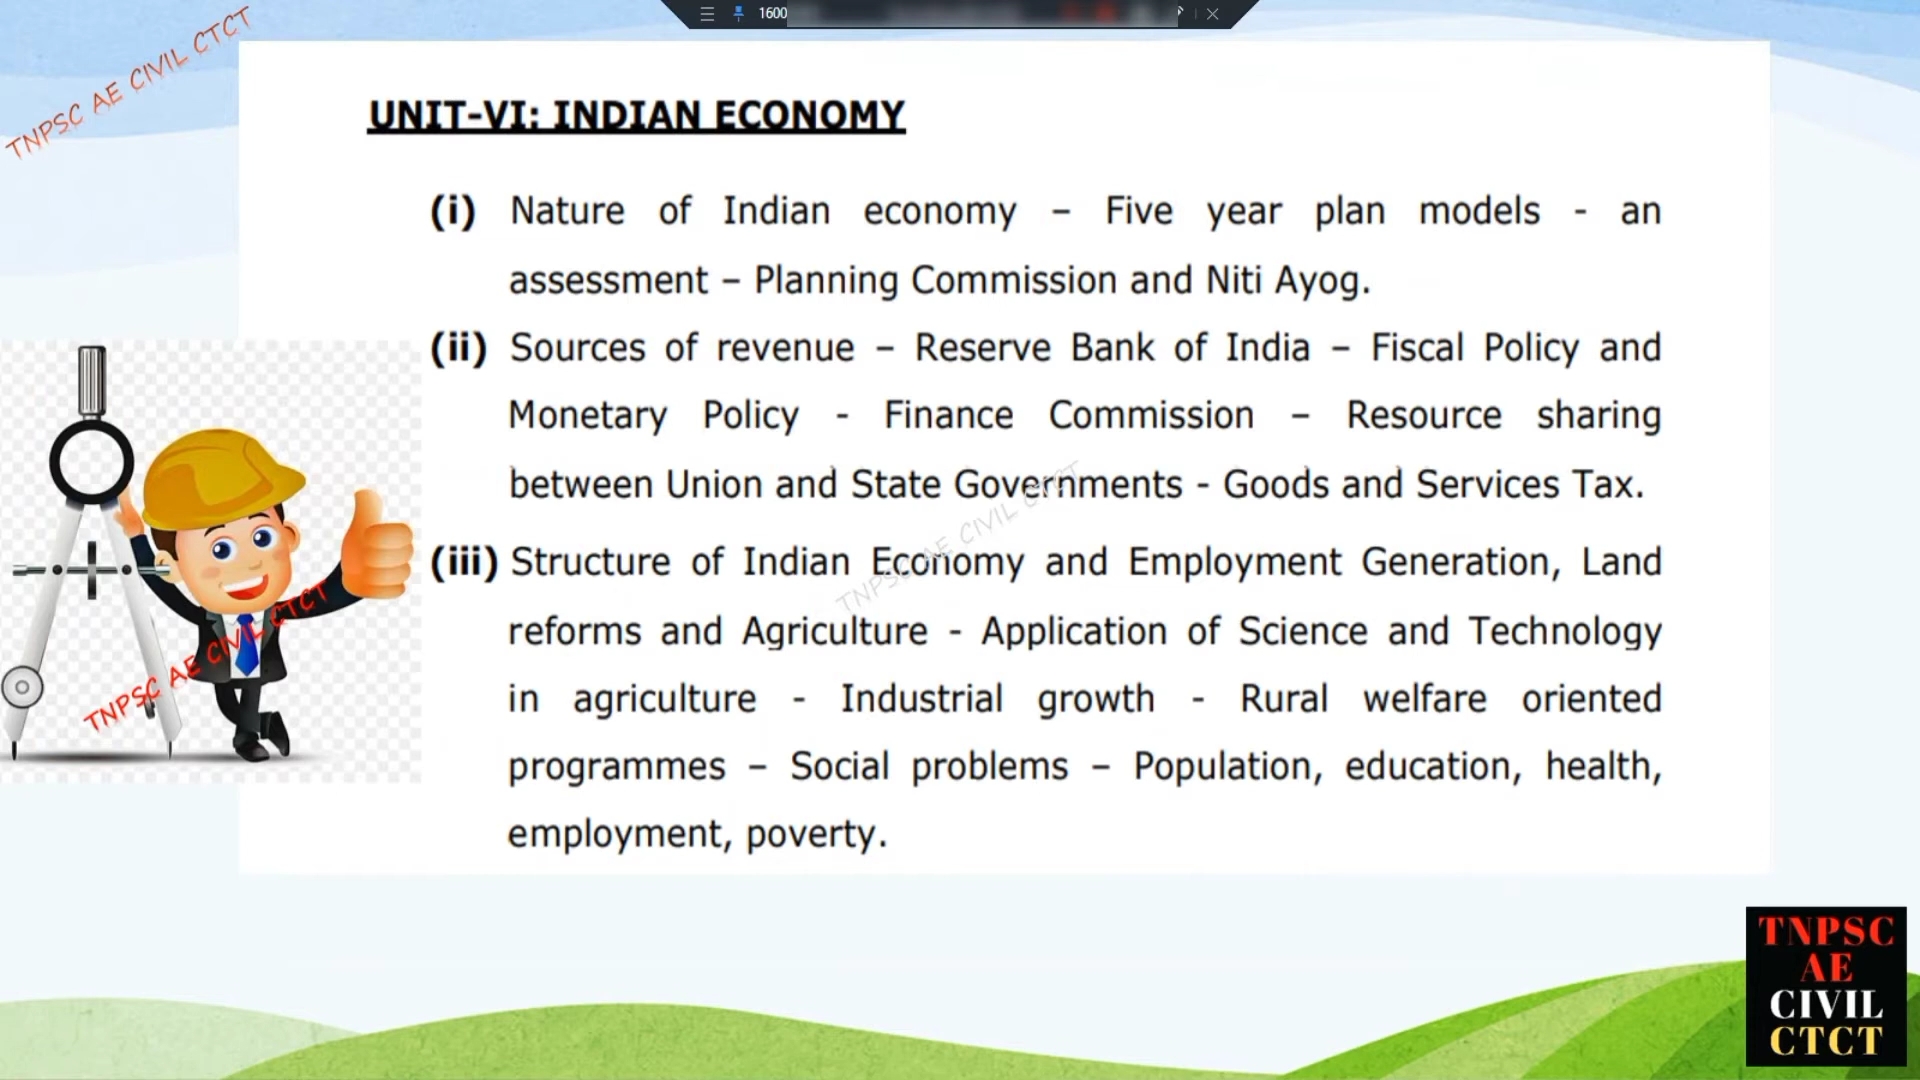 1600
TNPSC AE CIVIL CTCT
UNIT-VI: INDIAN ECONOMY
(i) Nature of Indian economy – Five year plan models - an
assessment – Planning Commission and Niti Ayog.
(ii) Sources of revenue – Reserve Bank of India – Fiscal Policy and
Monetary Policy - Finance Commission – Resource sharing
between Union and State Governments - Goods and Services Tax.
(iii) Structure of Indian Economy and Employment Generation, Land
reforms and Agriculture - Application of Science and Technology
in agriculture - Industrial growth - Rural welfare oriented
programmes – Social problems – Population, education, health,
employment, poverty.
TNPSC AE CIVIL CTCT
TNPSC AE CIVIL CTCT
TNPSC
AE
CIVIL
CTCT